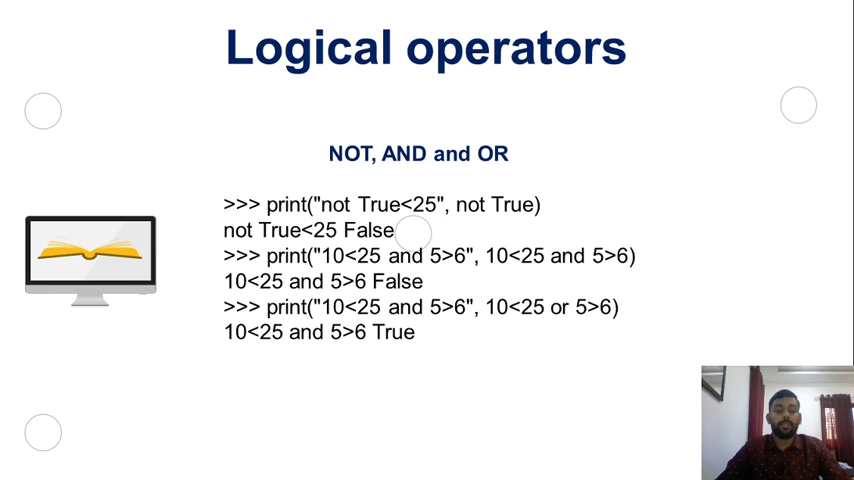 Logical operators
NOT, AND and OR
>>> print("not True<25", not True)
not True<25 False
>>> print("10<25 and 5>6", 10<25 and 5>6)
10<25 and 5>6 False
>>> print("10<25 and 5>6", 10<25 or 5>6)
10<25 and 5>6 True